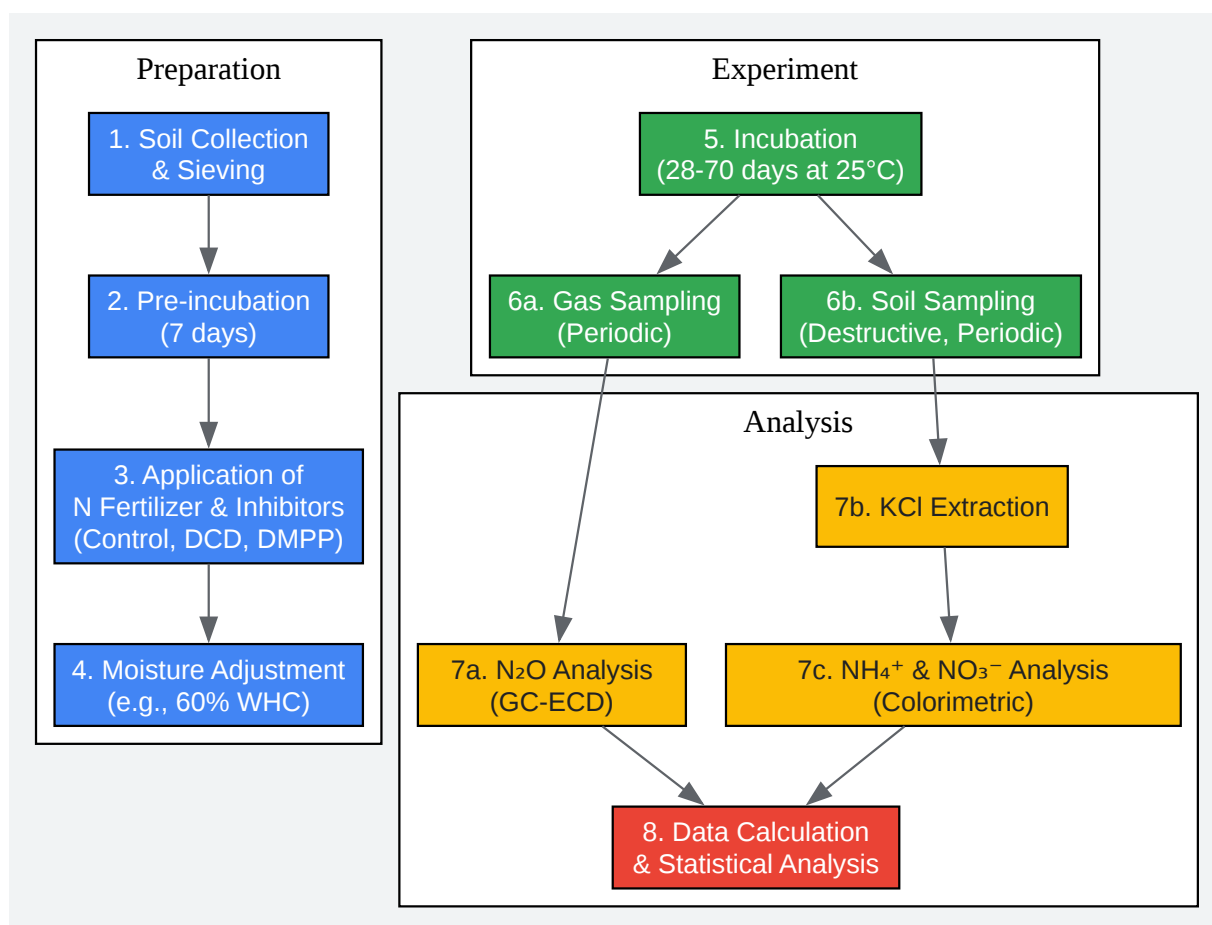 Preparation
1. Soil Collection
& Sieving
2. Pre-incubation
(7 days)
3. Application of
N Fertilizer & Inhibitors
(Control, DCD, DMPP)
4. Moisture Adjustment
(e.g., 60% WHC)
Experiment
5. Incubation
(28-70 days at 25°C)
6a. Gas Sampling
(Periodic)
6b. Soil Sampling
(Destructive, Periodic)
Analysis
7b. KCl Extraction
7a. N₂O Analysis
(GC-ECD)
7c. NH₄⁺ & NO₃⁻ Analysis
(Colorimetric)
8. Data Calculation
& Statistical Analysis